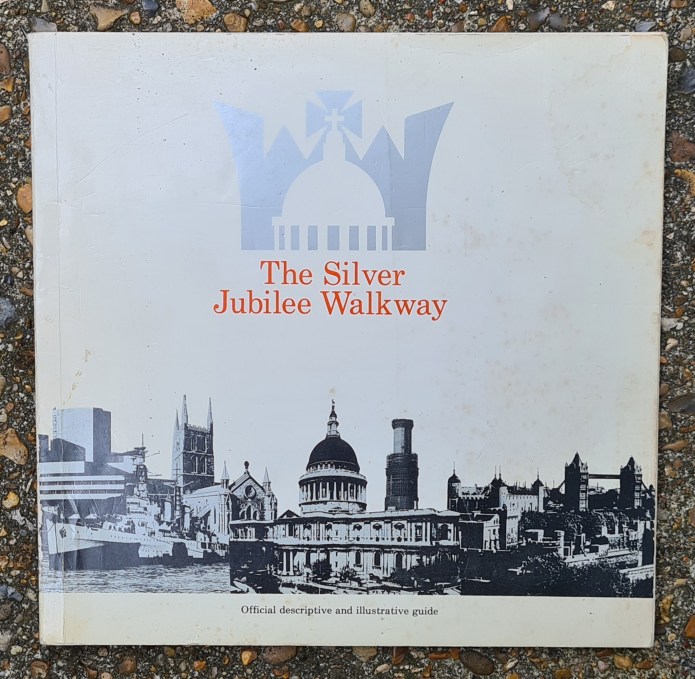 The Silver
Jubilee Walkway
Official descriptive and illustrative guide